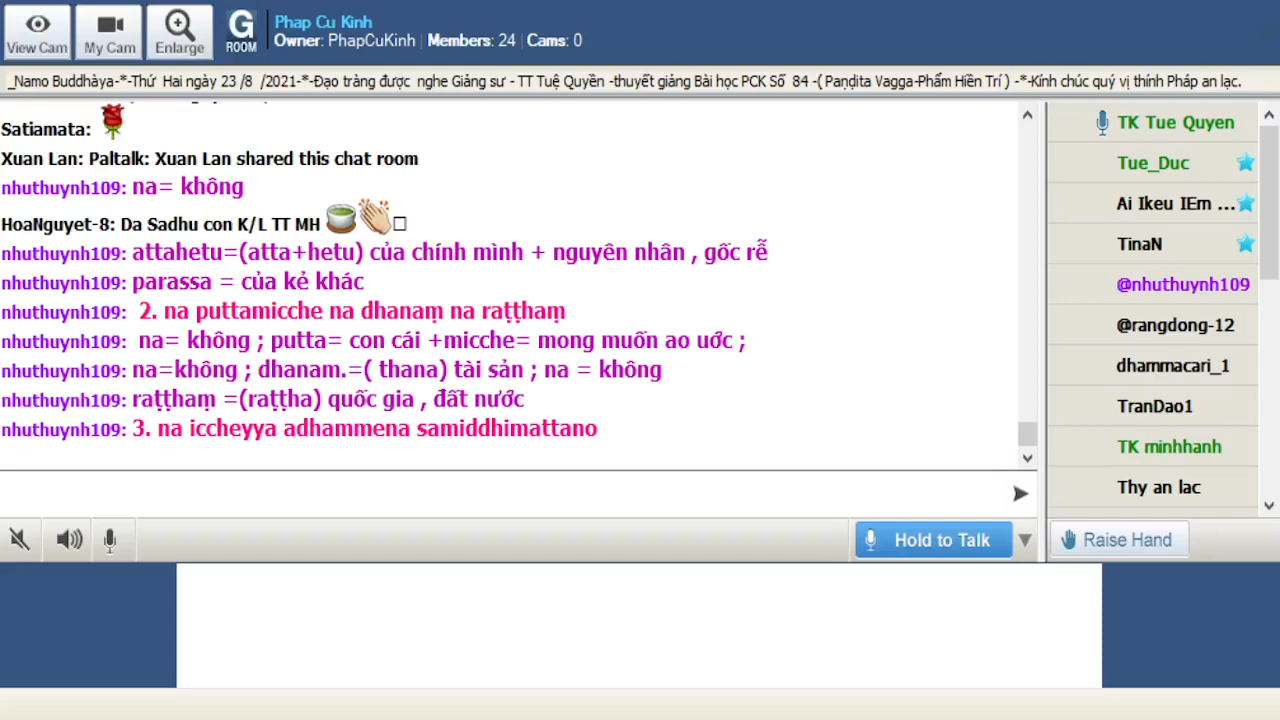 Pháp Cú Kinh
Owner: PhapCuKinh Members: 24 Cams: 0
View Cam
My Cam
Enlarge
G
ROOM
_Namo Buddhàya-*-Thứ Hai ngày 23 /8 /2021-*-Đạo tràng được nghe Giảng sư - TT Tuệ Quyền -thuyết giảng Bài học PCK Số 84 -( Paṇḍita Vagga-Phẩm Hiền Trí ) -*-Kính chúc quý vị thính Pháp an lạc.
Satiamata:
Xuan Lan: Paltalk: Xuan Lan shared this chat room
nhuthuynh109: na= không
HoaNguyet-8: Da Sadhu con K/L TT MH
nhuthuynh109: attahetu=(atta+hetu) của chính mình + nguyên nhân , gốc rễ
nhuthuynh109: parassa = của kẻ khác
nhuthuynh109: 2. na puttamicche na dhanaṃ na raṭṭhaṃ
nhuthuynh109: na= không ; putta= con cái +micche= mong muốn ao ước ;
nhuthuynh109: na=không ; dhanam.=( thana) tài sản ; na = không
nhuthuynh109: raṭṭhaṃ =(raṭṭha) quốc gia , đất nước
nhuthuynh109: 3. na iccheyya adhammena samiddhimattano
TK Tue Quyen
Tue_Duc
Ai Ikeu IEm ...
TinaN
@nhuthuynh109
@rangdong-12
dhammacari_1
TranDao1
TK minhhanh
Thy an lac
Hold to Talk
Raise Hand